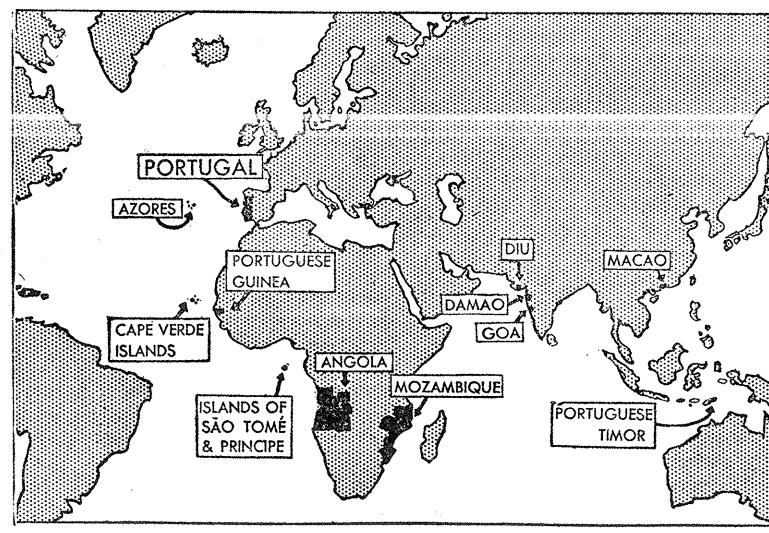 PORTUGAL
AZORES
PORTUGUESE
GUINEA
DIU
MACAO
DAMAO
GOA
CAPE VERDE
ISLANDS
ANGOLA
MOZAMBIQUE
ISLANDS OF
SÃO TOMÉ
& PRINCIPE
PORTUGUESE
TIMOR